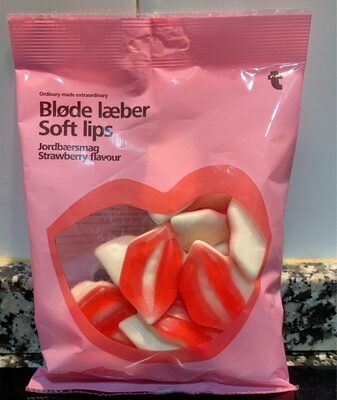 Ordinary made extraordinary
Bløde læber
Soft lips
Jordbærsmag
Strawberry flavour